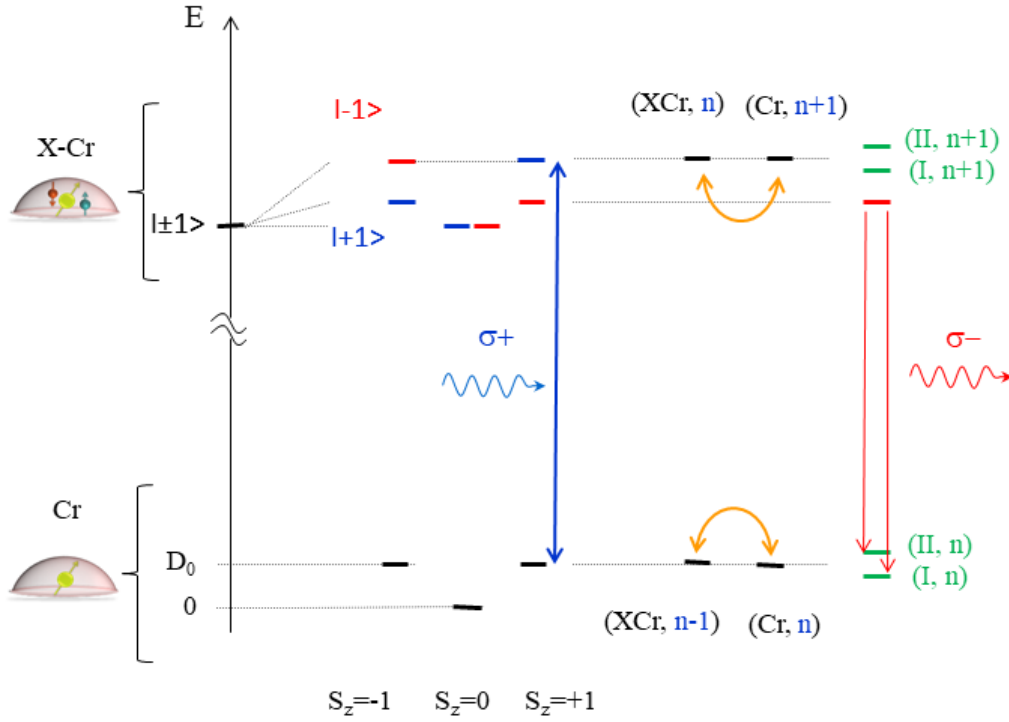 E
|-1>
(XCr, n)
(Cr, n+1)
(II, n+1)
(I, n+1)
X-Cr
|±1>
|+1>
σ+
σ−
Cr
D0
0
(II, n)
(I, n)
(XCr, n-1)
(Cr, n)
Sz=-1
Sz=0
Sz=+1